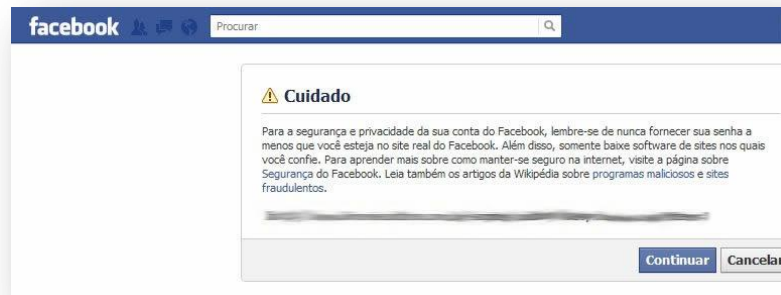 facebook
Procurar
Cuidado
Para a segurança e privacidade da sua conta do Facebook, lembre-se de nunca fornecer sua senha a
menos que você esteja no site real do Facebook. Além disso, somente baixe software de sites nos quais
você confie. Para aprender mais sobre como manter-se seguro na internet, visite a página sobre
Segurança do Facebook. Leia também os artigos da Wikipédia sobre programas maliciosos e sites
fraudulentos.
Continuar Cancelar